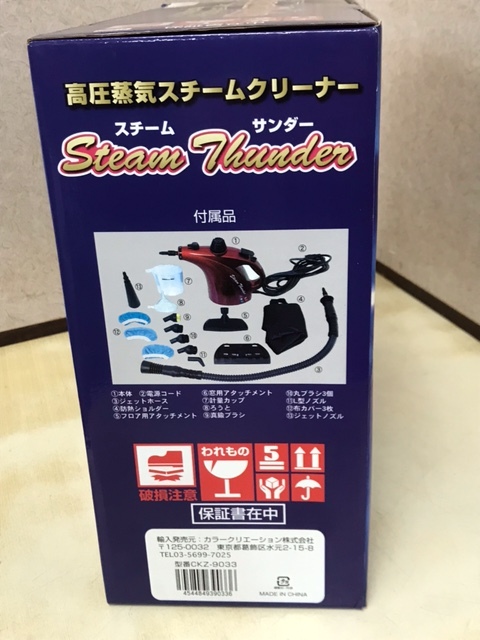 高圧蒸気スチームクリーナー
スチーム サンダー
Steam Thunder
付属品
①本体 ②電源コード
③ジェットホース
④防熱ショルダー
⑤フロア用アタッチメント
⑥窓用アタッチメント
⑦計量カップ
⑧ろうと
⑨真鍮ブラシ
⑩丸ブラシ3個
⑪L型ノズル
⑫布カバー3枚
⑬ジェットノズル
破損注意
われもの
5
保証書在中
輸入発売元：カラークリエーション株式会社
〒125-0032 東京都葛飾区水元2-15-8
TEL03-5699-7025
型番CKZ-9033
4544849390336
MADE IN CHINA